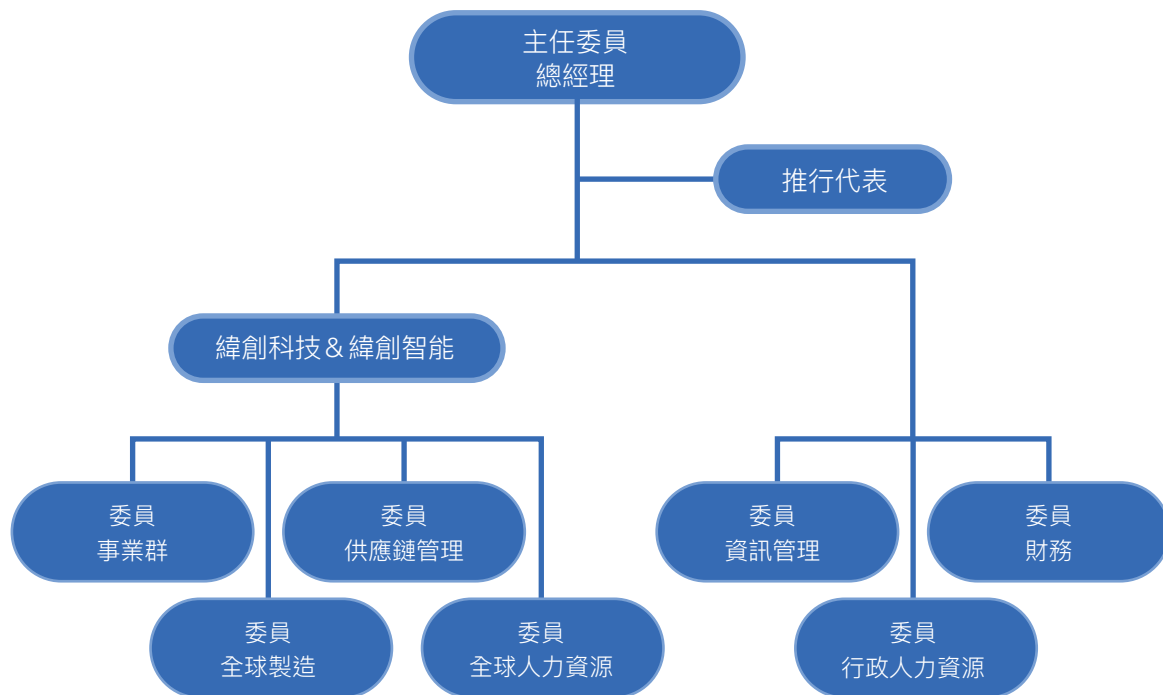 主任委員
總經理
推行代表
緯創科技＆緯創智能
委員
事業群
委員
供應鏈管理
委員
資訊管理
委員
財務
委員
全球製造
委員
全球人力資源
委員
行政人力資源